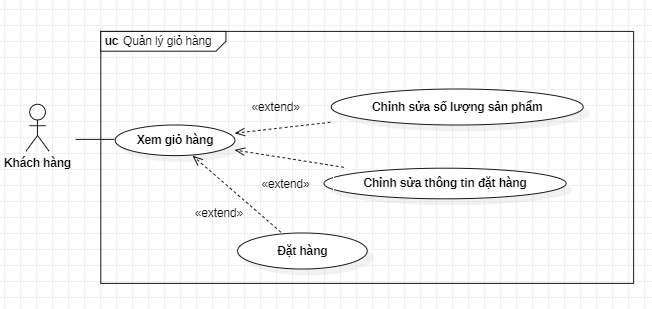 uc Quản lý giỏ hàng
«extend»
Chỉnh sửa số lượng sản phẩm
Xem giỏ hàng
Khách hàng
«extend»
Chỉnh sửa thông tin đặt hàng
«extend»
Đặt hàng